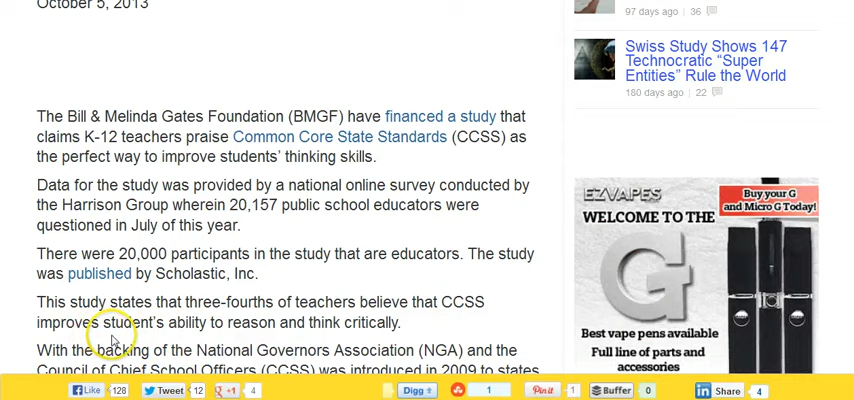 October 5, 2013
The Bill & Melinda Gates Foundation (BMGF) have financed a study that
claims K-12 teachers praise Common Core State Standards (CCSS) as
the perfect way to improve students' thinking skills.
Data for the study was provided by a national online survey conducted by
the Harrison Group wherein 20,157 public school educators were
questioned in July of this year.
There were 20,000 participants in the study that are educators. The study
was published by Scholastic, Inc.
This study states that three-fourths of teachers believe that CCSS
improves student's ability to reason and think critically.
With the backing of the National Governors Association (NGA) and the
Council of Chief School Officers (CCSS) was introduced in 2009 to states
97 days ago | 36
Swiss Study Shows 147
Technocratic “Super
Entities” Rule the World
180 days ago | 22
EZVAPES
Buy your G
and Micro G Today!
WELCOME TO THE
G
Best vape pens available
Full line of parts and
accessories
Like 128
Tweet 12
+1 4
Digg
1
Pin it 1
Buffer 0
in Share 4